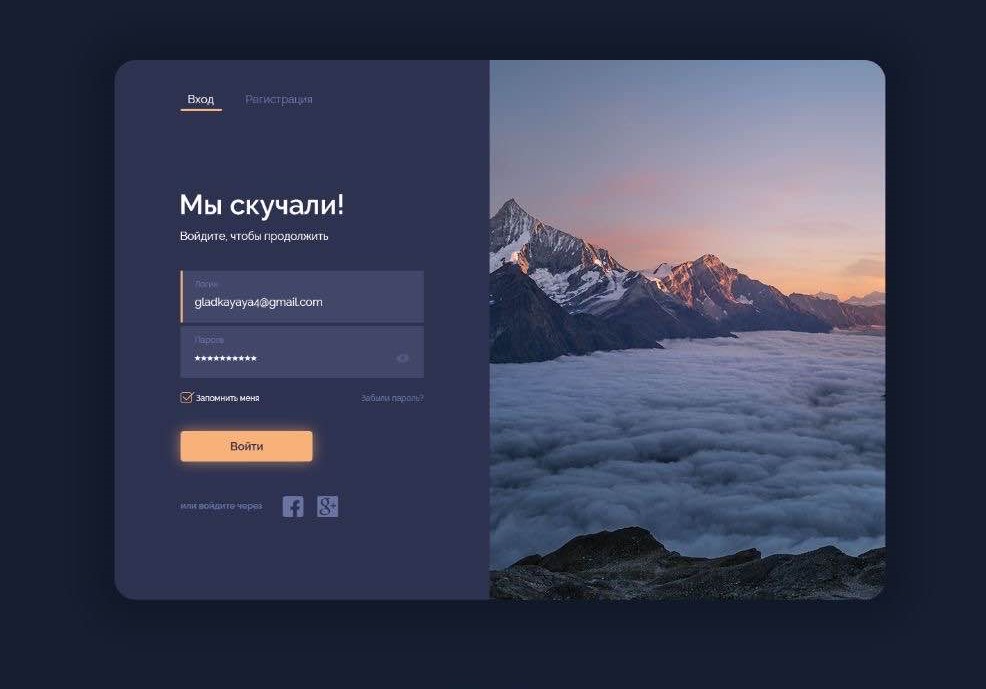 Вход Регистрация
Мы скучали!
Войдите, чтобы продолжить
Логин
gladkayaya4@gmail.com
Пароль
**********
Запомнить меня Забыли пароль?
Войти
или войдите через f g+